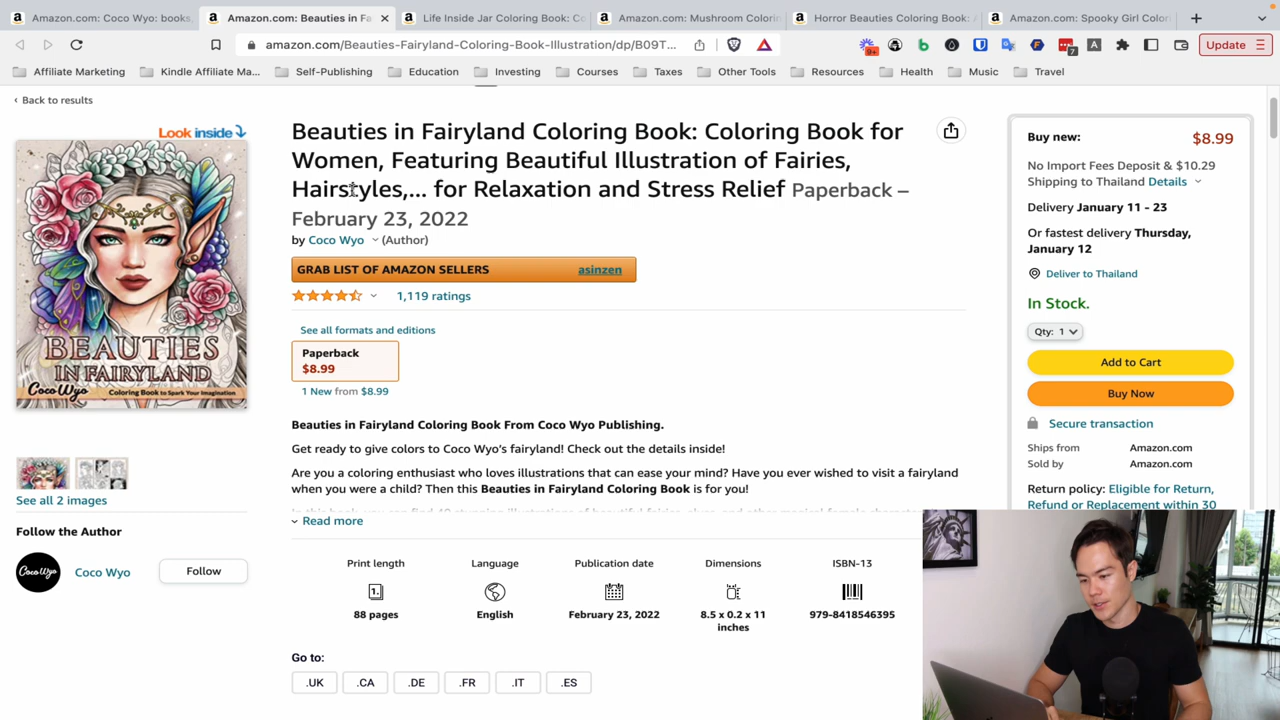 Amazon.com: Coco Wyo: books,
Amazon.com: Beauties in Fa
Life Inside Jar Coloring Book: Co
Amazon.com: Mushroom Colorin
Horror Beauties Coloring Book: A
Amazon.com: Spooky Girl Color
amazon.com/Beauties-Fairyland-Coloring-Book-Illustration/dp/B09T...
9+
7
Update
Affiliate Marketing
Kindle Affiliate Ma...
Self-Publishing
Education
Investing
Courses
Taxes
Other Tools
Resources
Health
Music
Travel
‹ Back to results
Look inside
BEAUTIES
IN FAIRYLAND
Coco Wyo
Coloring Book to Spark Your Imagination
See all 2 images
Follow the Author
Coco Wyo
Coco Wyo
Follow
Beauties in Fairyland Coloring Book: Coloring Book for
Women, Featuring Beautiful Illustration of Fairies,
Hairstyles,... for Relaxation and Stress Relief Paperback –
February 23, 2022
by Coco Wyo (Author)
GRAB LIST OF AMAZON SELLERS
asinzen
1,119 ratings
See all formats and editions
Paperback
$8.99
1 New from $8.99
Beauties in Fairyland Coloring Book From Coco Wyo Publishing.
Get ready to give colors to Coco Wyo's fairyland! Check out the details inside!
Are you a coloring enthusiast who loves illustrations that can ease your mind? Have you ever wished to visit a fairyland
when you were a child? Then this Beauties in Fairyland Coloring Book is for you!
Read more
Print length
88 pages
Language
English
Publication date
February 23, 2022
Dimensions
8.5 x 0.2 x 11
inches
ISBN-13
979-8418546395
Go to:
.UK
.CA
.DE
.FR
.IT
.ES
Buy new:
$8.99
No Import Fees Deposit & $10.29
Shipping to Thailand Details
Delivery January 11 - 23
Or fastest delivery Thursday,
January 12
Deliver to Thailand
In Stock.
Qty: 1
Add to Cart
Buy Now
Secure transaction
Ships from Amazon.com
Sold by Amazon.com
Return policy: Eligible for Return,
Refund or Replacement within 30